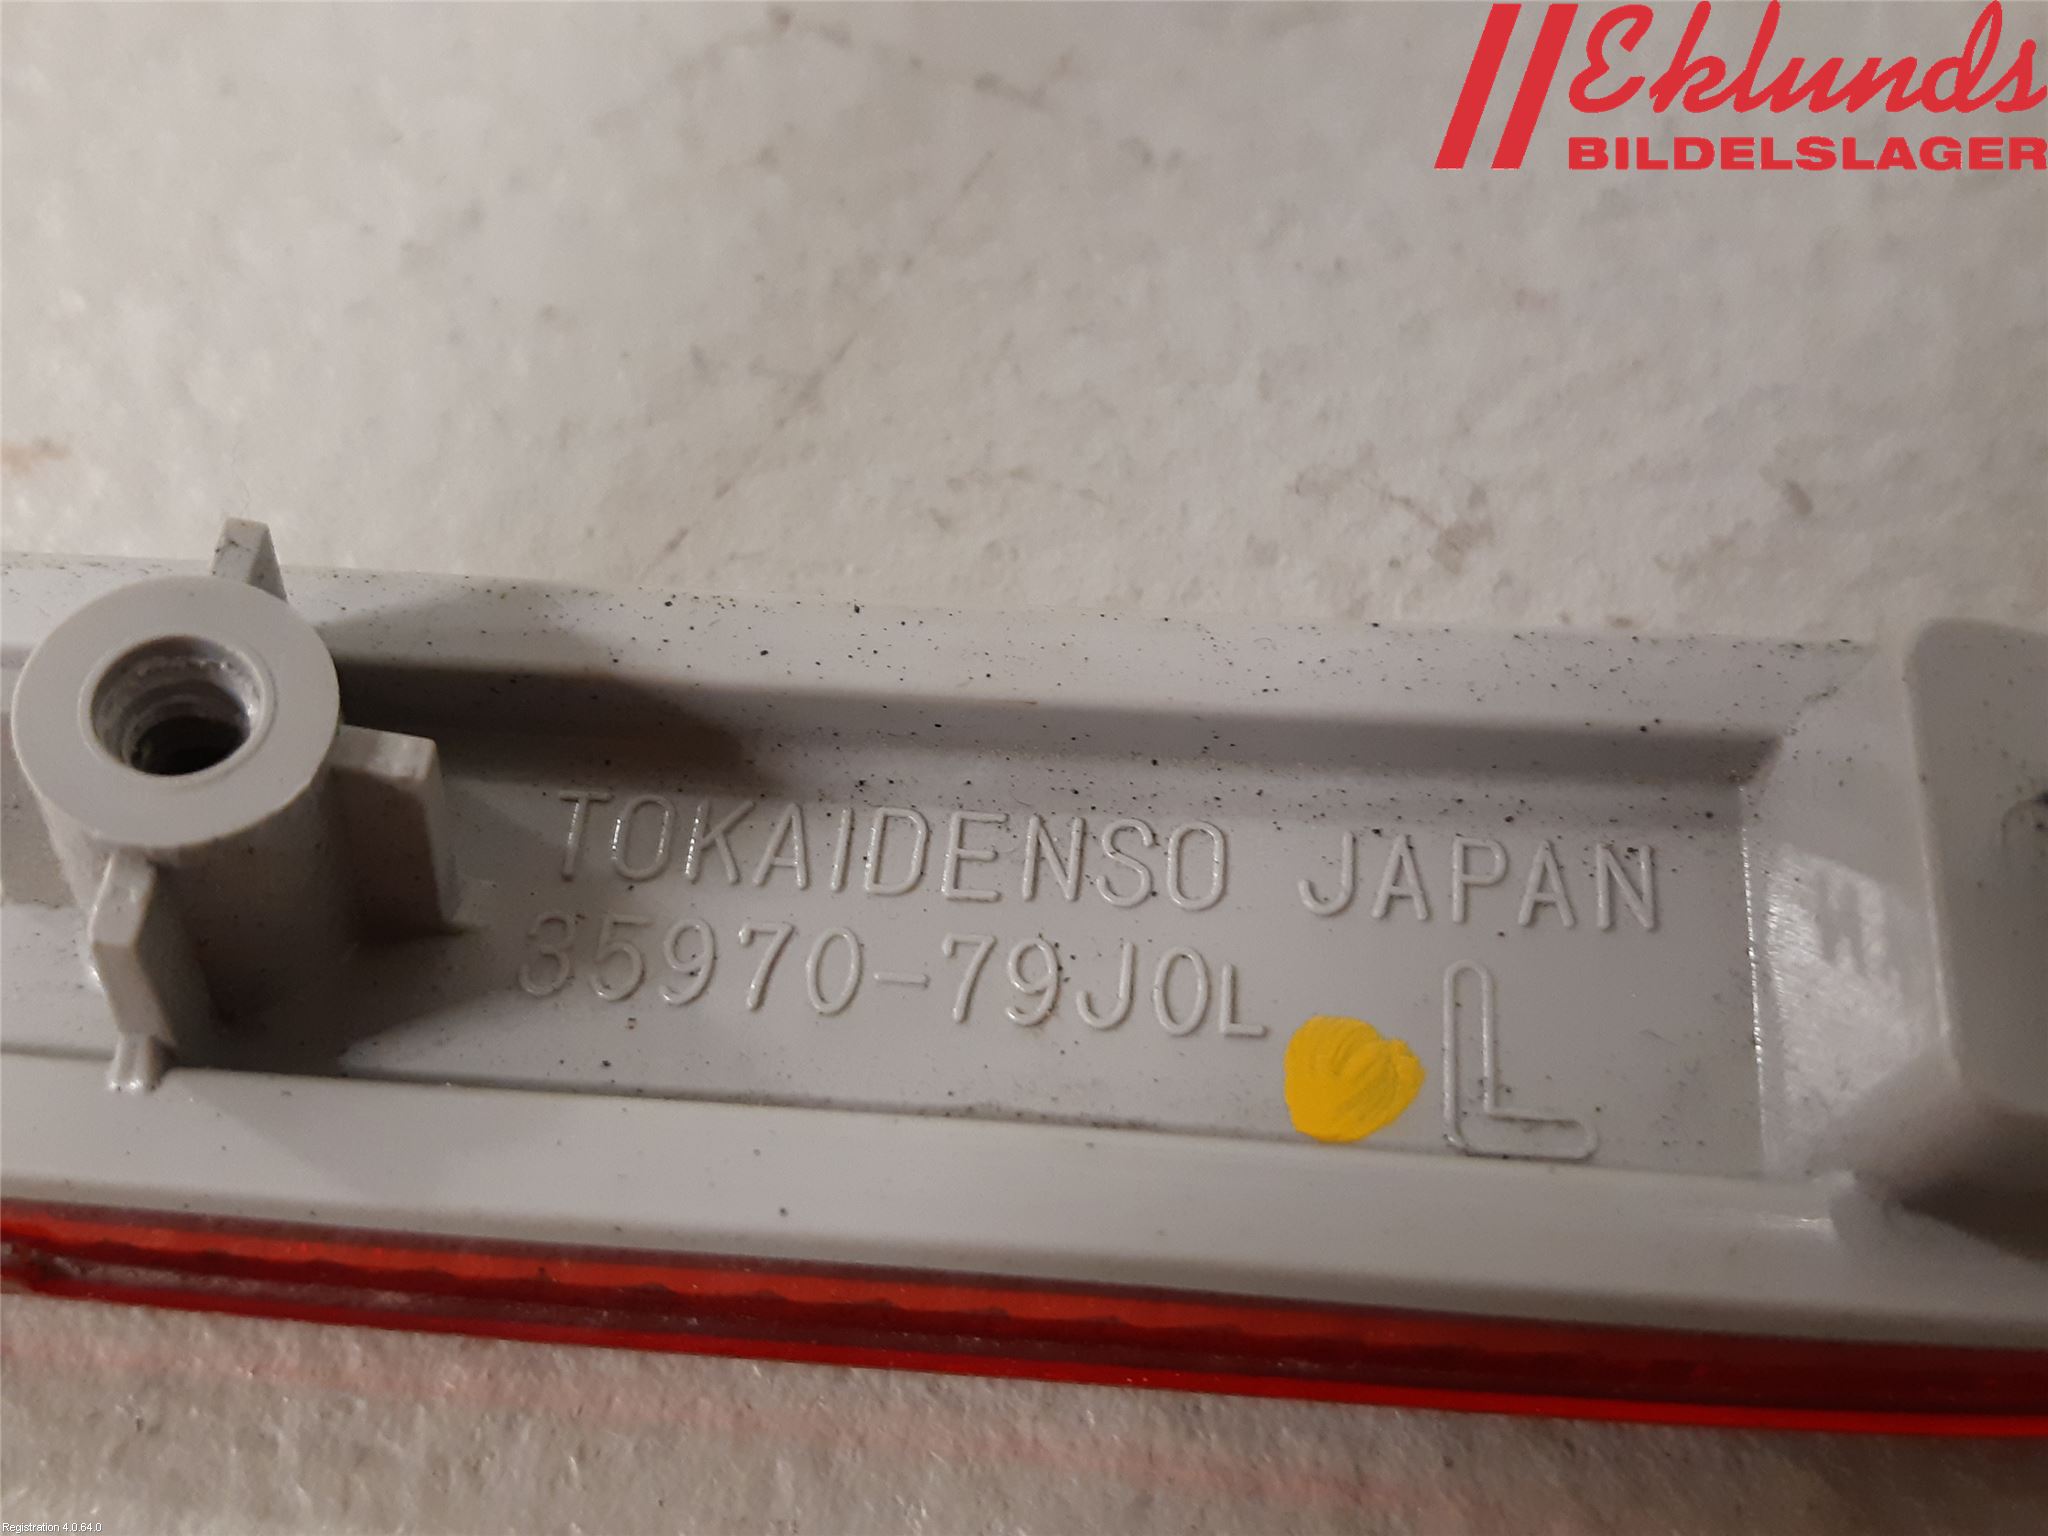 Eklunds
BILDELSLAGER
TOKAIDENSO JAPAN
35970-79J0L
L
Registration 4.0.64.0